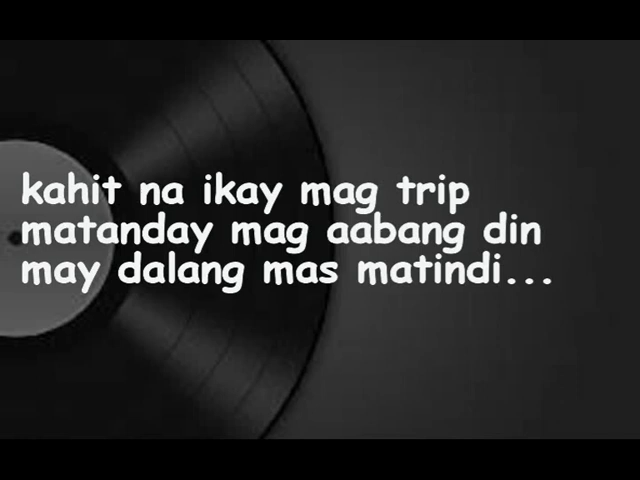 kahit na ikay mag trip
matanday mag aabang din
may dalang mas matindi...